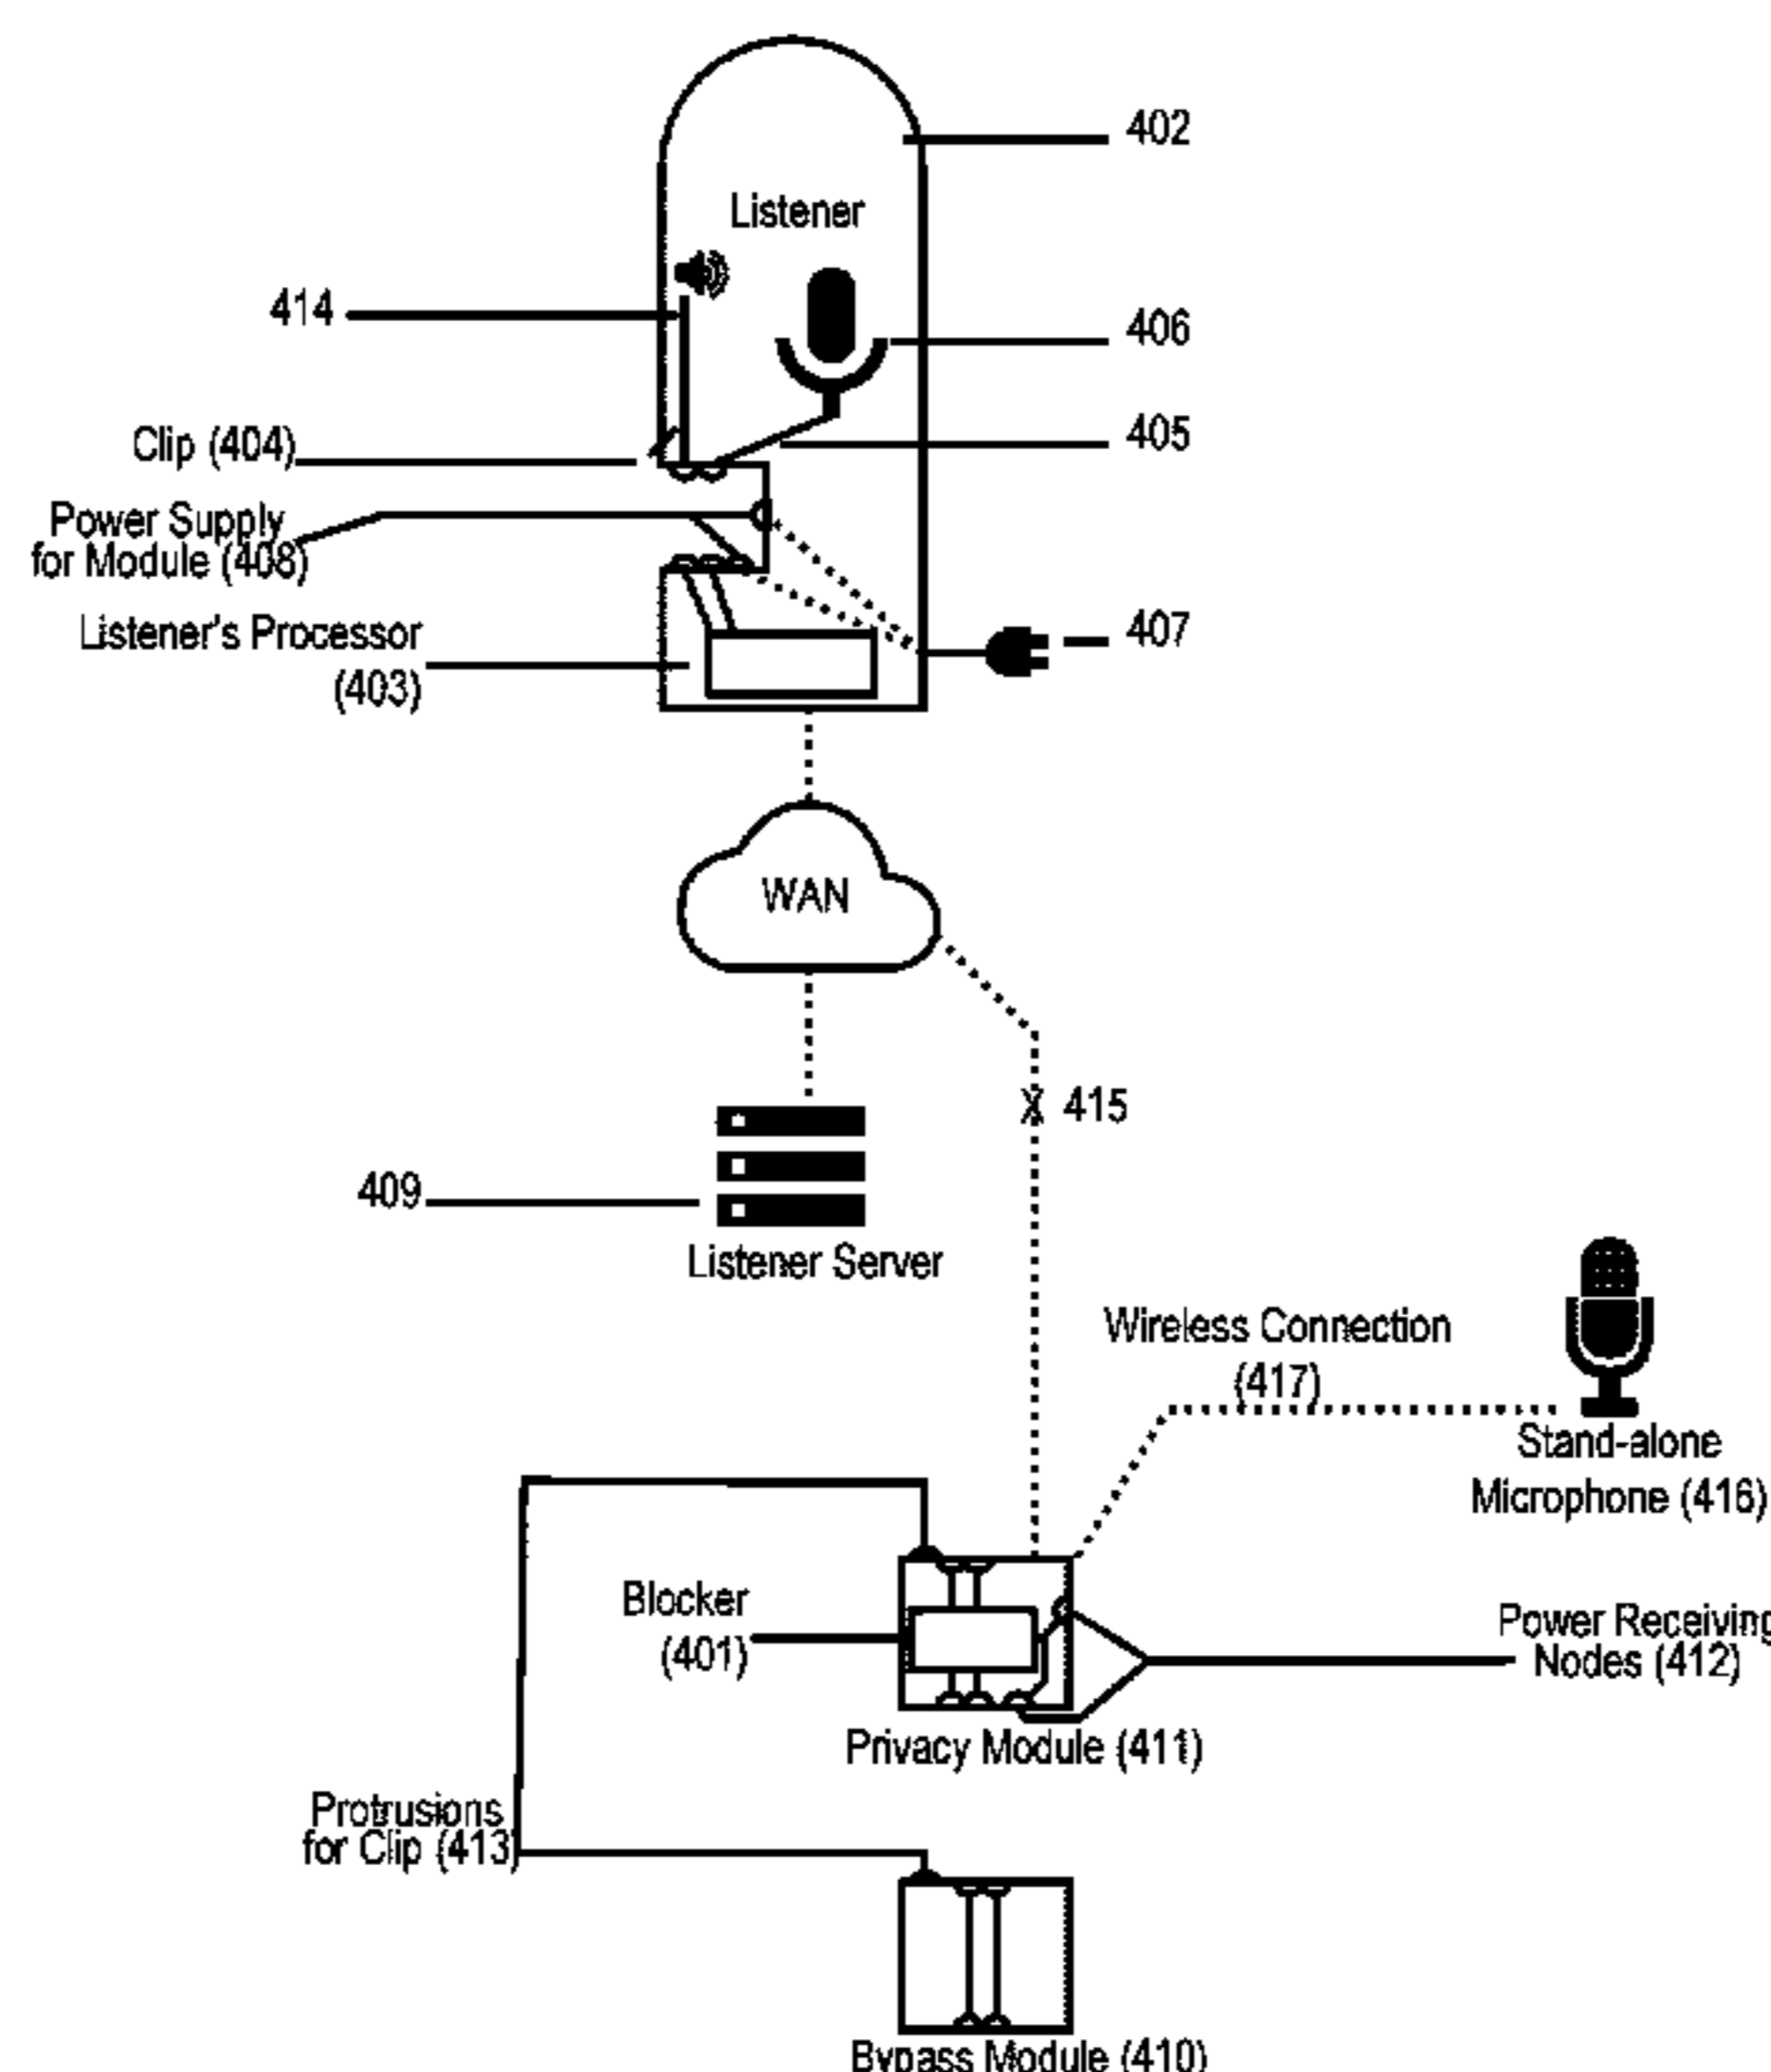 402
Listener
414
406
Clip (404)
405
Power Supply
for Module (408)
Listener's Processor
(403)
407
WAN
X 415
409
Listener Server
Wireless Connection
(417)
Stand-alone
Microphone (416)
Blocker
(401)
Power Receiving
Nodes (412)
Privacy Module (411)
Protrusions
for Clip (413)
Bypass Module (410)